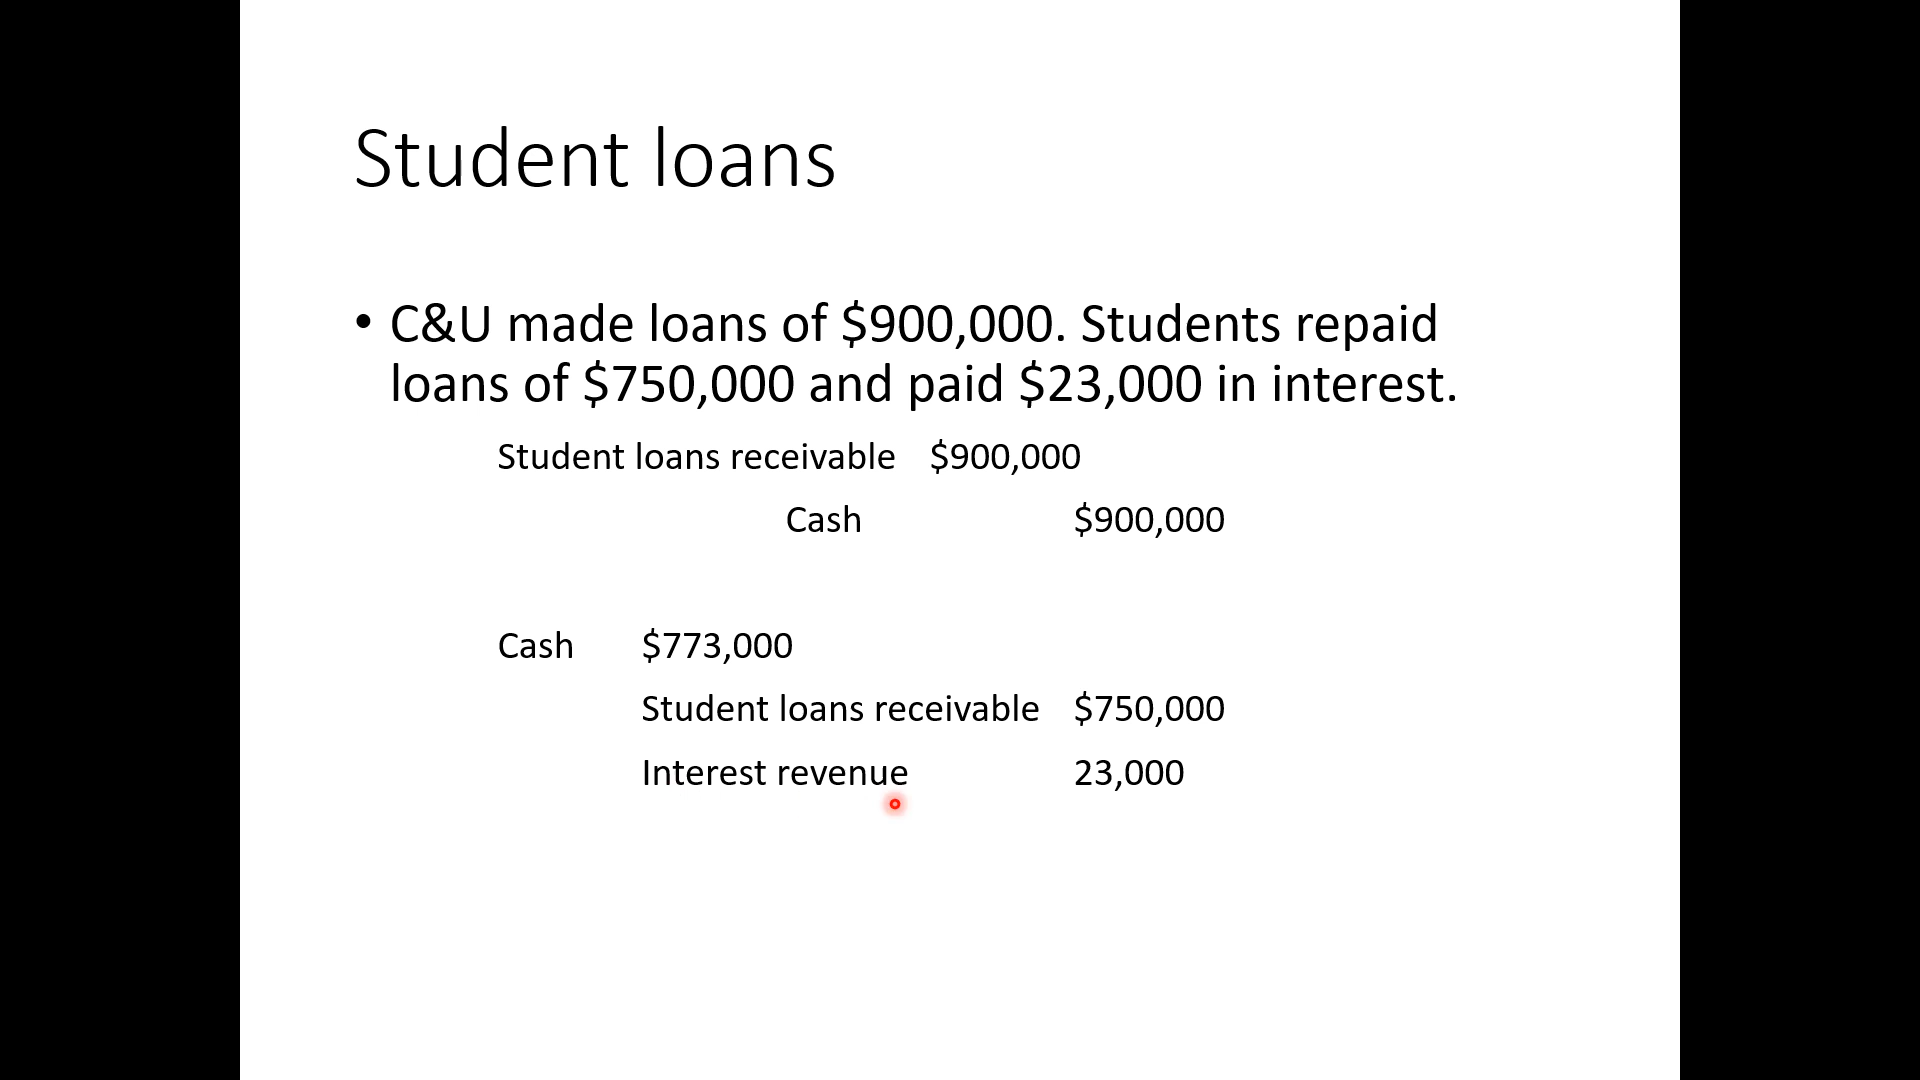 Student loans
• C&U made loans of $900,000. Students repaid
loans of $750,000 and paid $23,000 in interest.
Student loans receivable $900,000
Cash $900,000
Cash $773,000
Student loans receivable $750,000
Interest revenue 23,000